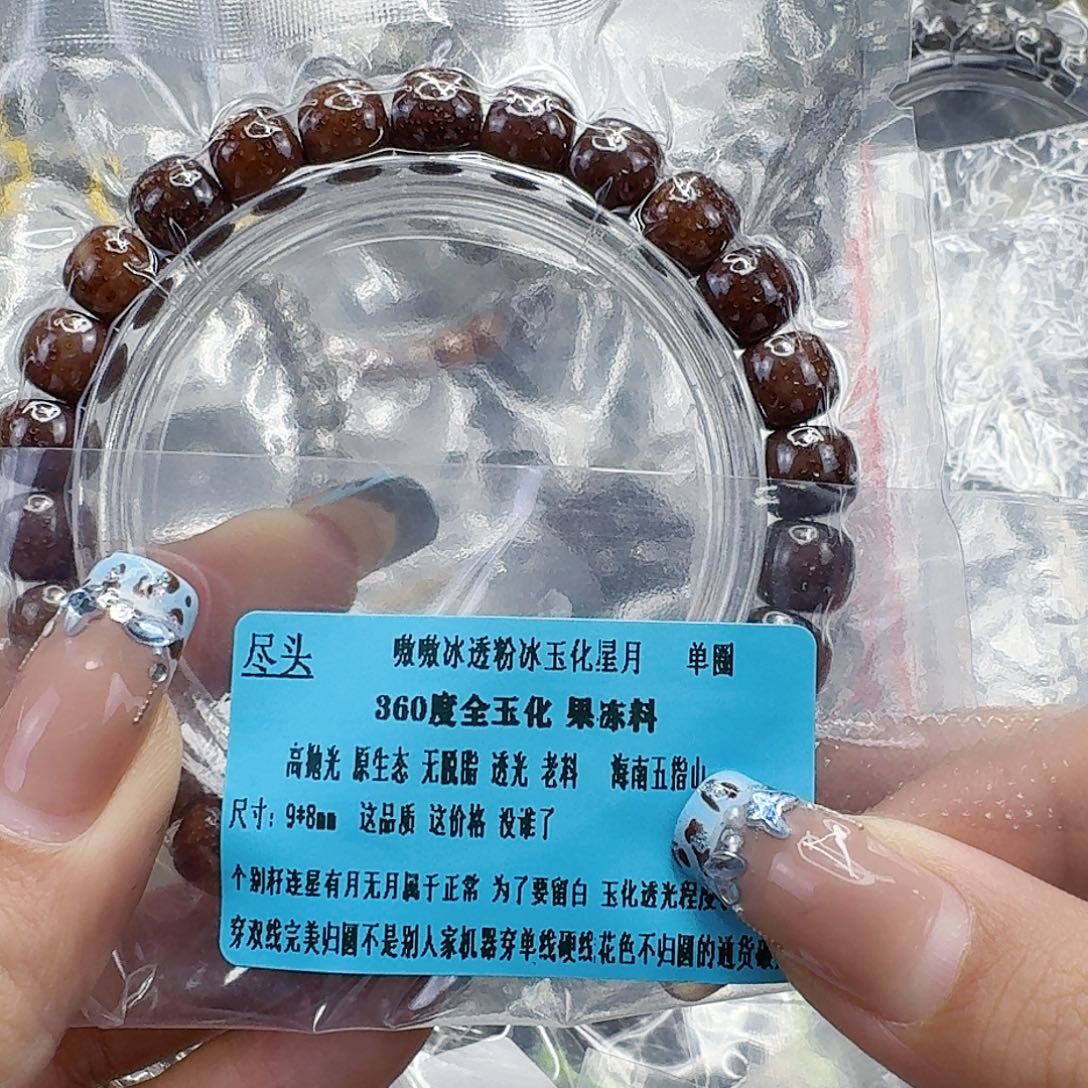 尽头 嗷嗷冰透粉冰玉化星月 单圈
360度全玉化 果冻料
高抛光 原生态 无脱脂 透光 老料 海南五指山
尺寸：9*8mm 这品质 这价格 没谁了
个别籽连星有月无月属于正常 为了要留白 玉化透光程度
穿双线完美归圆不是别人家机器穿单线硬线花色不归圆的通货